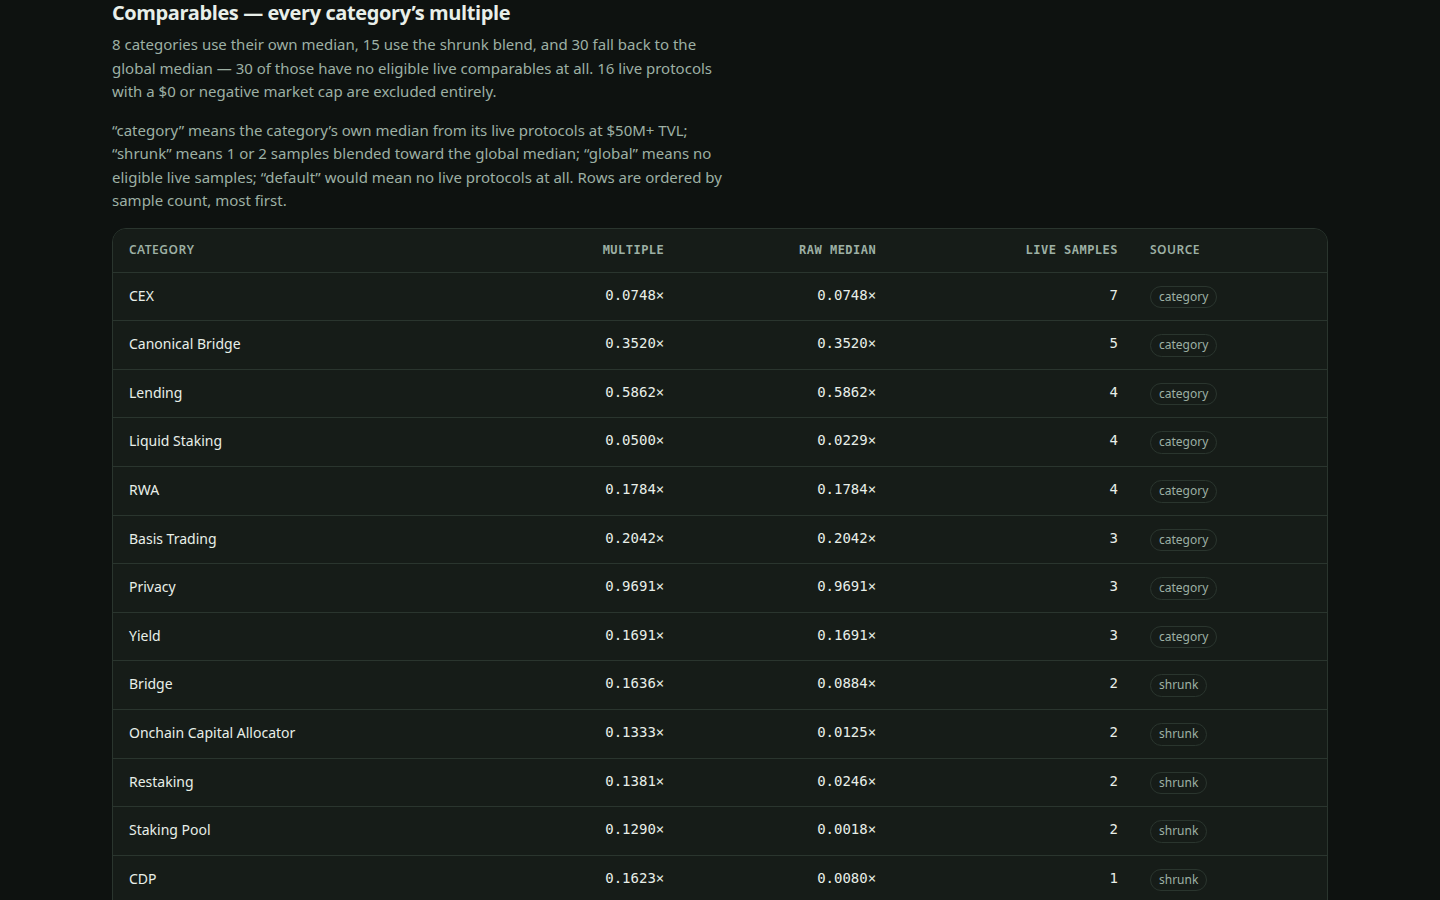 Comparables — every category’s multiple
8 categories use their own median, 15 use the shrunk blend, and 30 fall back to the
global median — 30 of those have no eligible live comparables at all. 16 live protocols
with a $0 or negative market cap are excluded entirely.
“category” means the category’s own median from its live protocols at $50M+ TVL;
“shrunk” means 1 or 2 samples blended toward the global median; “global” means no
eligible live samples; “default” would mean no live protocols at all. Rows are ordered by
sample count, most first.
CATEGORY MULTIPLE RAW MEDIAN LIVE SAMPLES SOURCE
CEX 0.0748× 0.0748× 7 category
Canonical Bridge 0.3520× 0.3520× 5 category
Lending 0.5862× 0.5862× 4 category
Liquid Staking 0.0500× 0.0229× 4 category
RWA 0.1784× 0.1784× 4 category
Basis Trading 0.2042× 0.2042× 3 category
Privacy 0.9691× 0.9691× 3 category
Yield 0.1691× 0.1691× 3 category
Bridge 0.1636× 0.0884× 2 shrunk
Onchain Capital Allocator 0.1333× 0.0125× 2 shrunk
Restaking 0.1381× 0.0246× 2 shrunk
Staking Pool 0.1290× 0.0018× 2 shrunk
CDP 0.1623× 0.0080× 1 shrunk